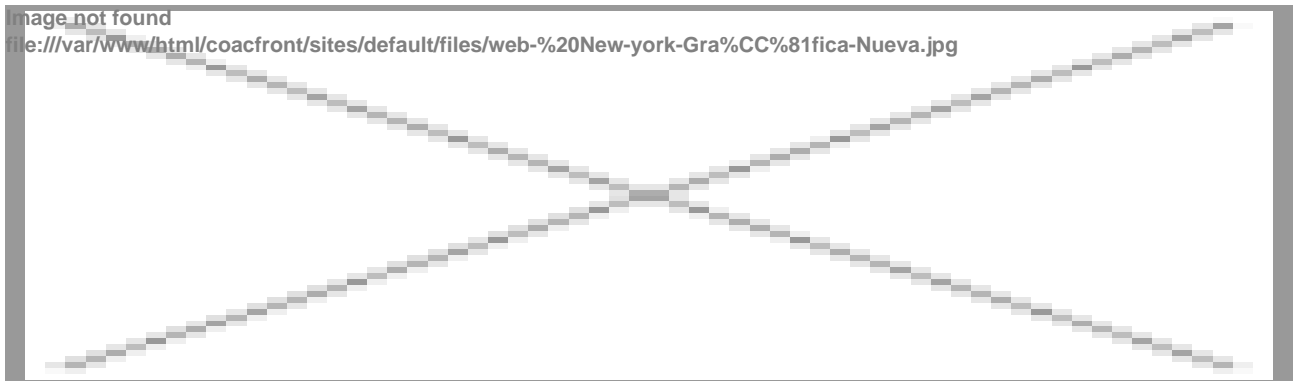 Image not found
file:///var/www/html/coacfront/sites/default/files/web-%20New-york-Gra%CC%81fica-Nueva.jpg